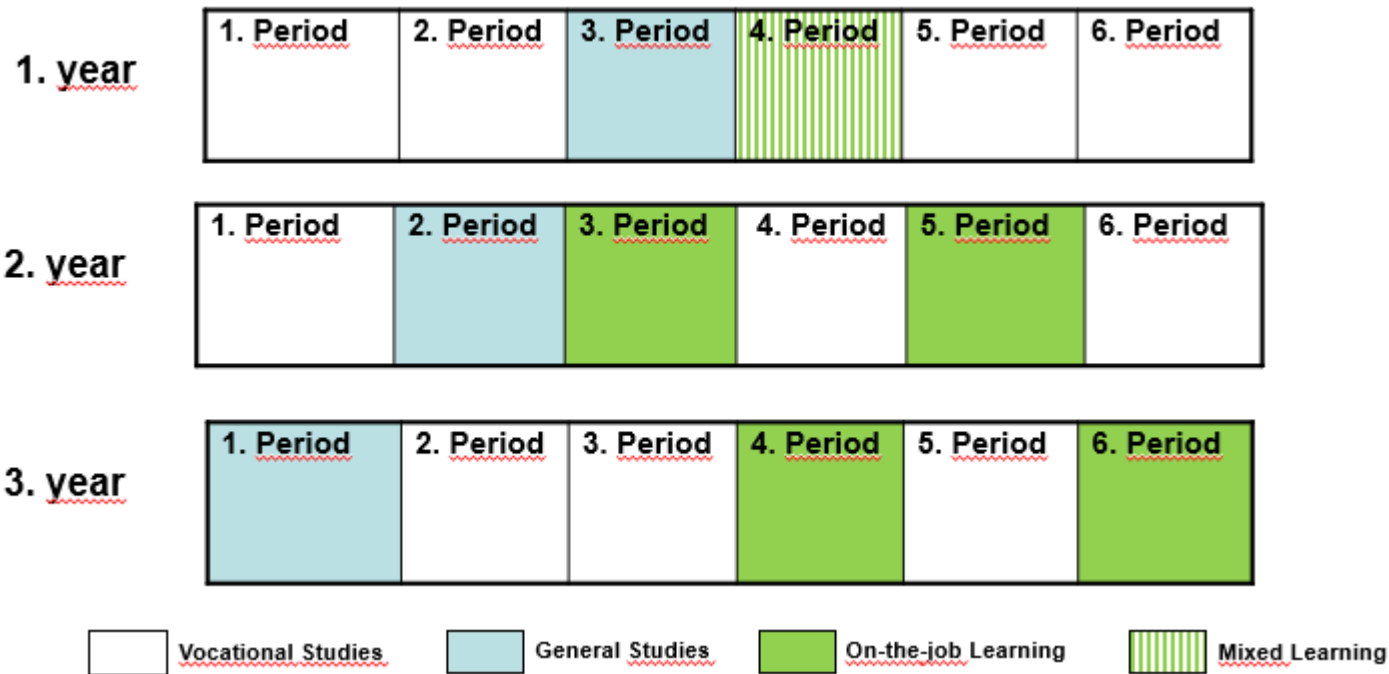 1. Period 2. Period 3. Period 4. Period 5. Period 6. Period
1. year
1. Period 2. Period 3. Period 4. Period 5. Period 6. Period
2. year
1. Period 2. Period 3. Period 4. Period 5. Period 6. Period
3. year
Vocational Studies General Studies On-the-job Learning Mixed Learning